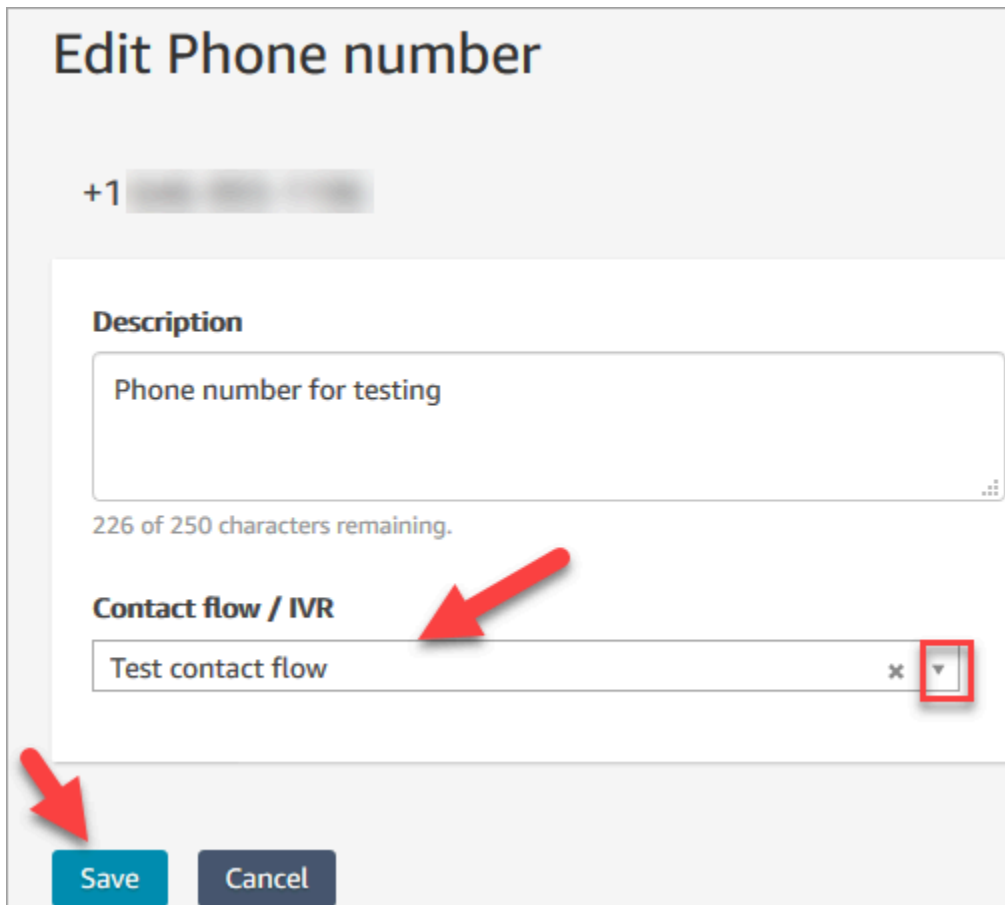 Edit Phone number
+1
Description
Phone number for testing
226 of 250 characters remaining.
Contact flow / IVR
Test contact flow
Save
Cancel